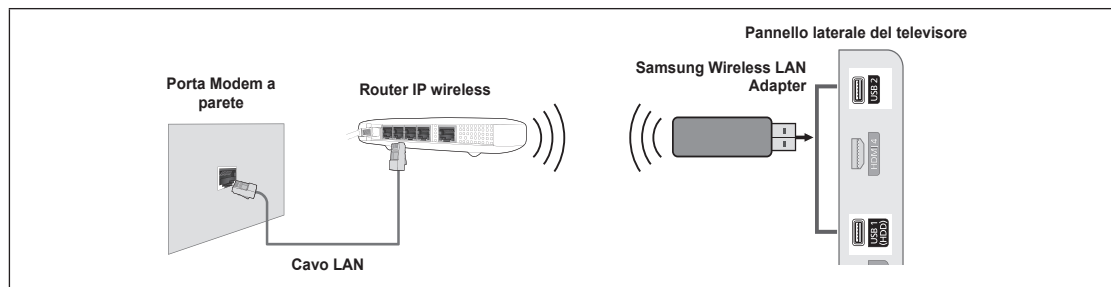 Pannello laterale del televisore
Samsung Wireless LAN
Adapter
Porta Modem a
parete
Router IP wireless
USB 2
HDMI 4
USB 1
(HDD)
Cavo LAN